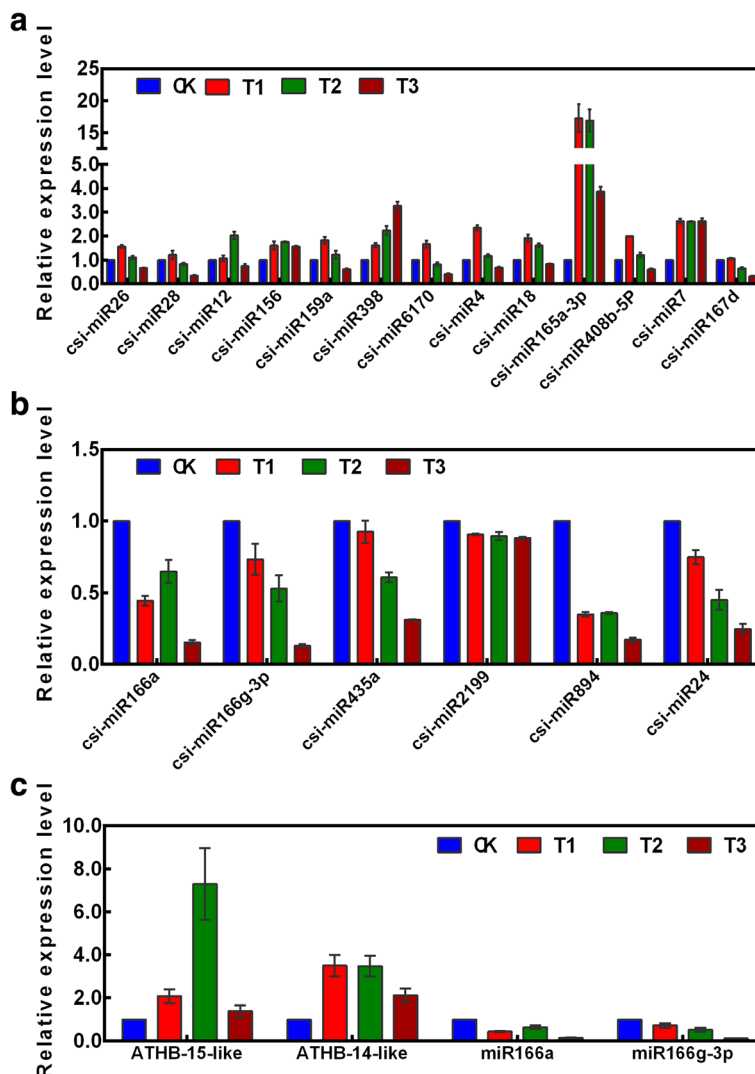 a
Relative expression level
CK T1 T2 T3
25
20
15
5.0
4.0
3.0
2.0
1.0
0.0
csi-miR26
csi-miR28
csi-miR12
csi-miR156
csi-miR159a
csi-miR398
csi-miR6170
csi-miR4
csi-miR18
csi-miR165a-3p
csi-miR408b-5P
csi-miR7
csi-miR167d
b
Relative expression level
CK T1 T2 T3
1.5
1.0
0.5
0.0
csi-miR166a
csi-miR166g-3p
csi-miR435a
csi-miR2199
csi-miR894
csi-miR24
c
Relative expression level
CK T1 T2 T3
10.0
8.0
6.0
4.0
2.0
0.0
ATHB-15-like ATHB-14-like miR166a miR166g-3p